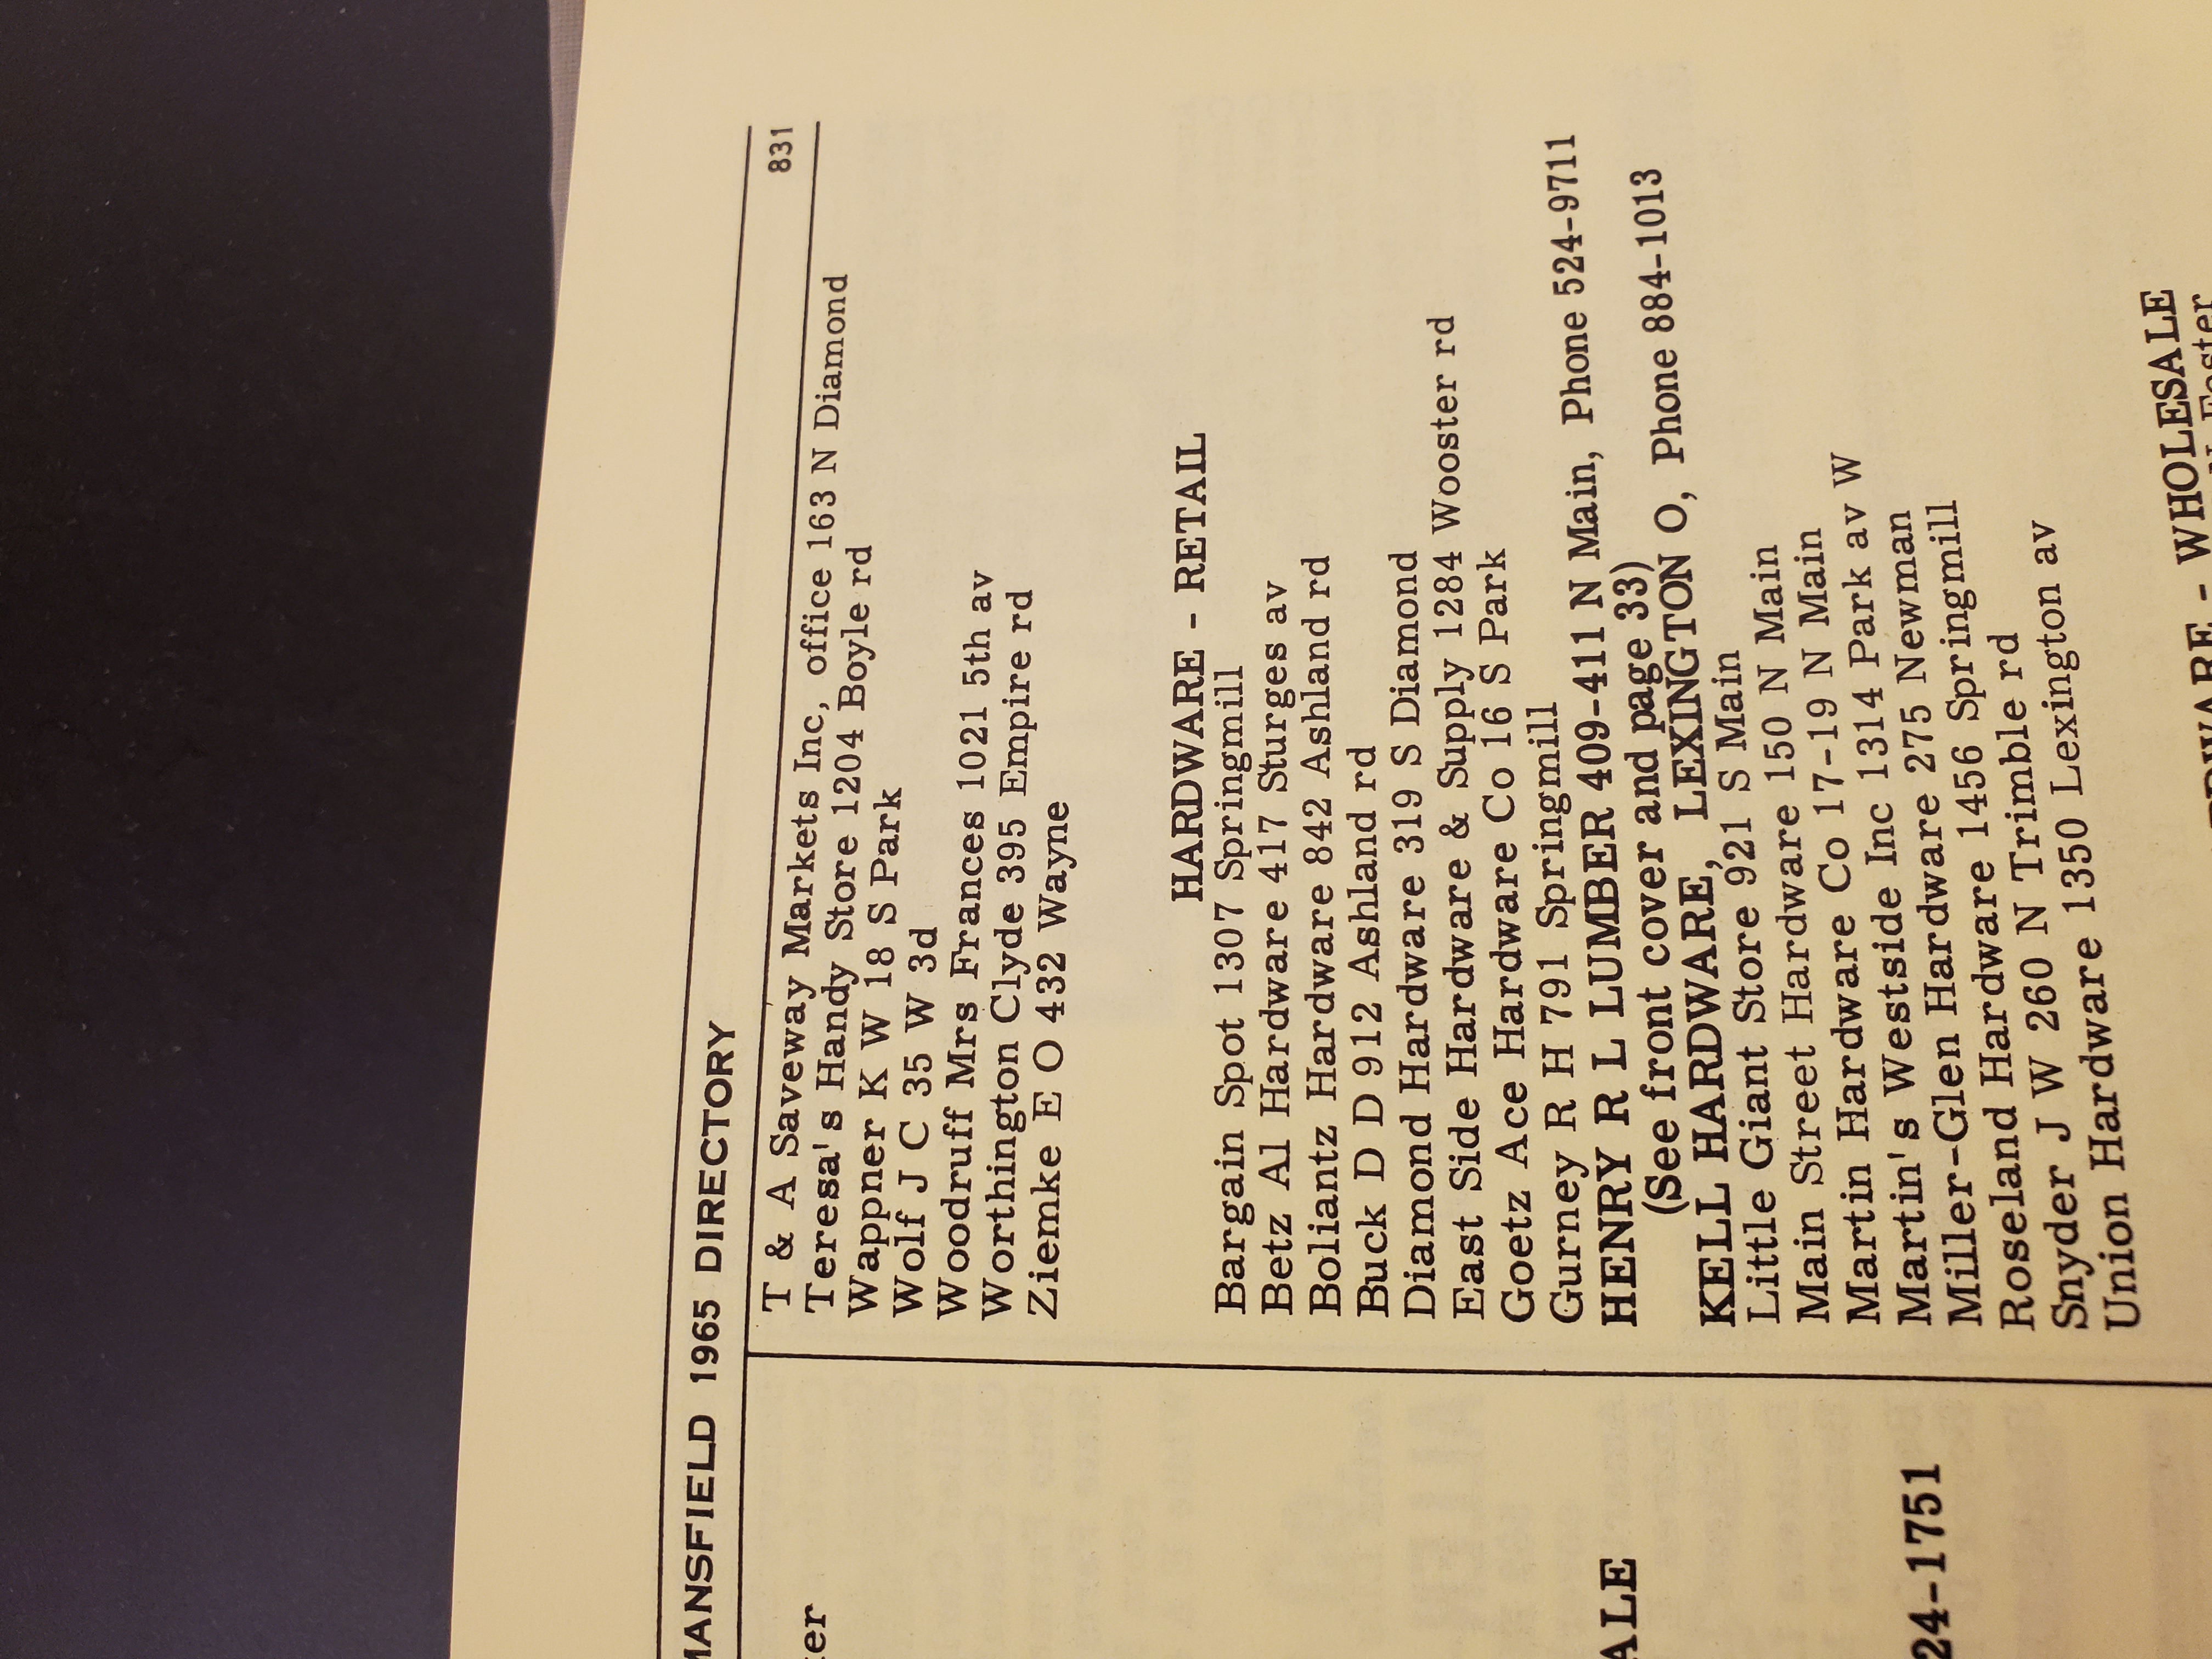 MANSFIELD 1965 DIRECTORY
831
T & A Saveway Markets Inc, office 163 N Diamond
Teresa's Handy Store 1204 Boyle rd
Wappner K W 18 S Park
Wolf J C 35 W 3d
Woodruff Mrs Frances 1021 5th av
Worthington Clyde 395 Empire rd
Ziemke E O 432 Wayne
HARDWARE - RETAIL
Bargain Spot 1307 Springmill
Betz Al Hardware 417 Sturges av
Boliantz Hardware 842 Ashland rd
Buck D D 912 Ashland rd
Diamond Hardware 319 S Diamond
East Side Hardware & Supply 1284 Wooster rd
Goetz Ace Hardware Co 16 S Park
Gurney R H 791 Springmill
HENRY R L LUMBER 409-411 N Main, Phone 524-9711
(See front cover and page 33)
KELL HARDWARE, LEXINGTON O, Phone 884-1013
Little Giant Store 921 S Main
Main Street Hardware 150 N Main
Martin Hardware Co 17-19 N Main
Martin's Westside Inc 1314 Park av W
Miller-Glen Hardware 275 Newman
Roseland Hardware 1456 Springmill
Snyder J W 260 N Trimble rd
Union Hardware 1350 Lexington av
- WHOLESALE
24-1751